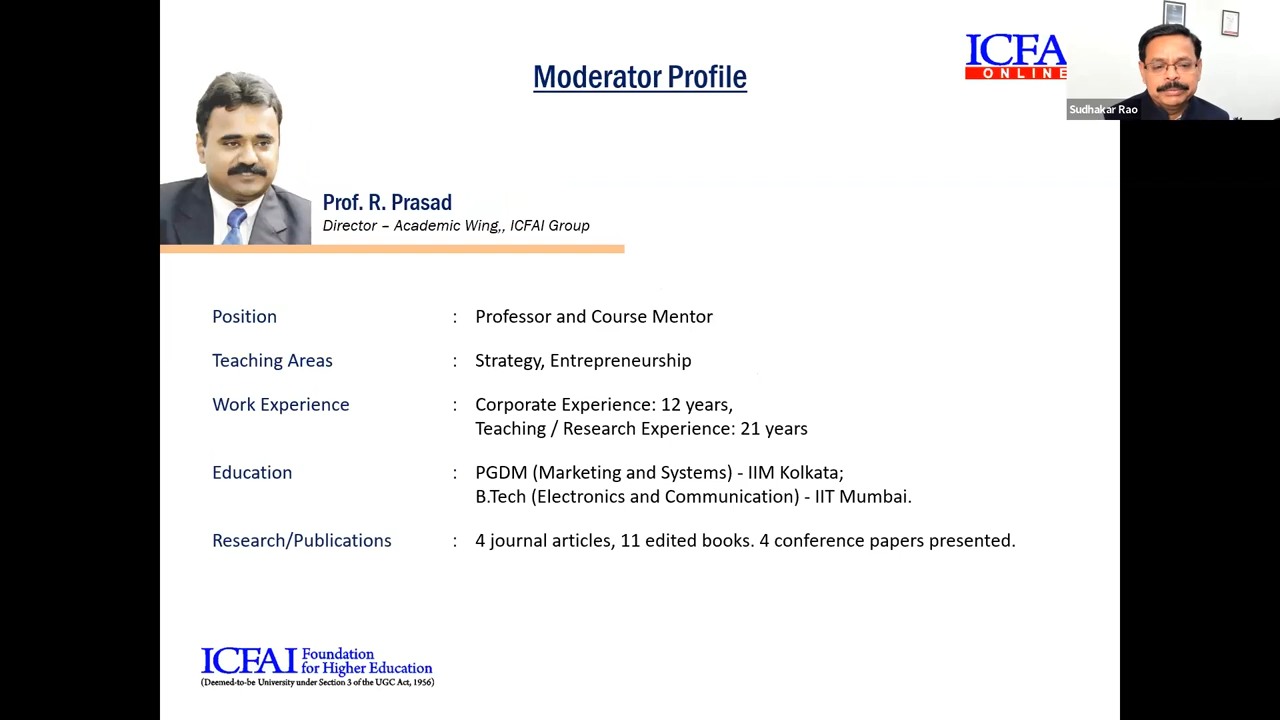 Moderator Profile
ICFA
ONLINE
Sudhakar Rao
Prof. R. Prasad
Director – Academic Wing,, ICFAI Group
Position : Professor and Course Mentor
Teaching Areas : Strategy, Entrepreneurship
Work Experience : Corporate Experience: 12 years,
Teaching / Research Experience: 21 years
Education : PGDM (Marketing and Systems) - IIM Kolkata;
B.Tech (Electronics and Communication) - IIT Mumbai.
Research/Publications : 4 journal articles, 11 edited books. 4 conference papers presented.
ICFAI Foundation
for Higher Education
(Deemed-to-be University under Section 3 of the UGC Act, 1956)